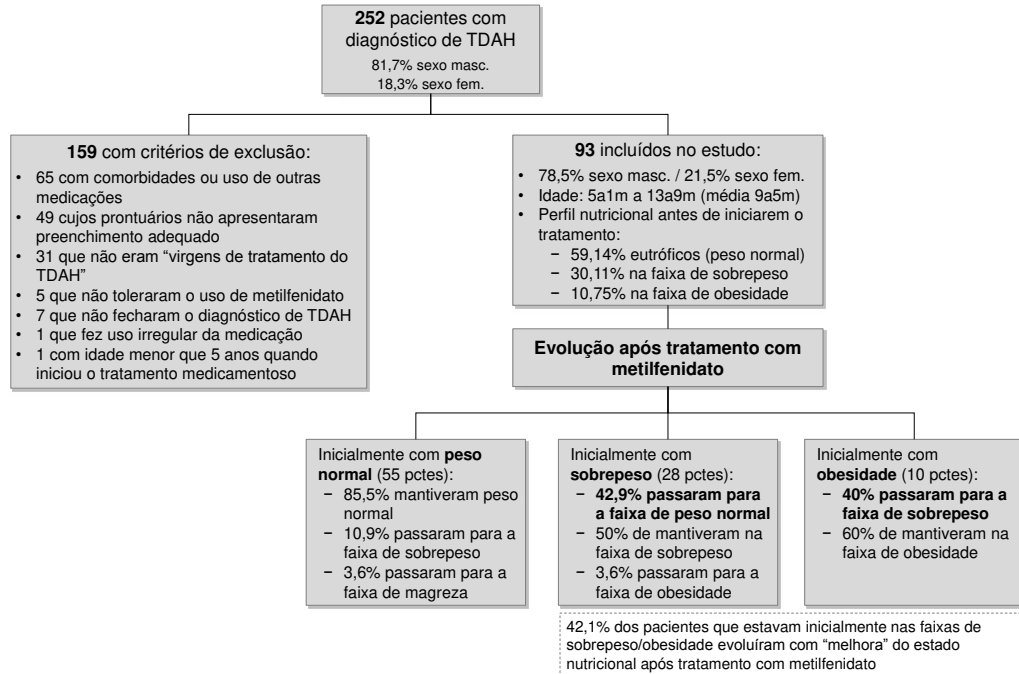 252 pacientes com
diagnóstico de TDAH
81,7% sexo masc.
18,3% sexo fem.
159 com critérios de exclusão:
• 65 com comorbidades ou uso de outras
medicações
• 49 cujos prontuários não apresentaram
preenchimento adequado
• 31 que não eram “virgens de tratamento do
TDAH”
• 5 que não toleraram o uso de metilfenidato
• 7 que não fecharam o diagnóstico de TDAH
• 1 que fez uso irregular da medicação
• 1 com idade menor que 5 anos quando
iniciou o tratamento medicamentoso
93 incluídos no estudo:
• 78,5% sexo masc. / 21,5% sexo fem.
• Idade: 5a1m a 13a9m (média 9a5m)
• Perfil nutricional antes de iniciarem o
tratamento:
− 59,14% eutróficos (peso normal)
− 30,11% na faixa de sobrepeso
− 10,75% na faixa de obesidade
Evolução após tratamento com
metilfenidato
Inicialmente com peso
normal (55 pctes):
− 85,5% mantiveram peso
normal
− 10,9% passaram para a
faixa de sobrepeso
− 3,6% passaram para a
faixa de magreza
Inicialmente com
sobrepeso (28 pctes):
− 42,9% passaram para
a faixa de peso normal
− 50% de mantiveram na
faixa de sobrepeso
− 3,6% passaram para a
faixa de obesidade
Inicialmente com
obesidade (10 pctes):
− 40% passaram para a
faixa de sobrepeso
− 60% de mantiveram na
faixa de obesidade
42,1% dos pacientes que estavam inicialmente nas faixas de
sobrepeso/obesidade evoluíram com “melhora” do estado
nutricional após tratamento com metilfenidato